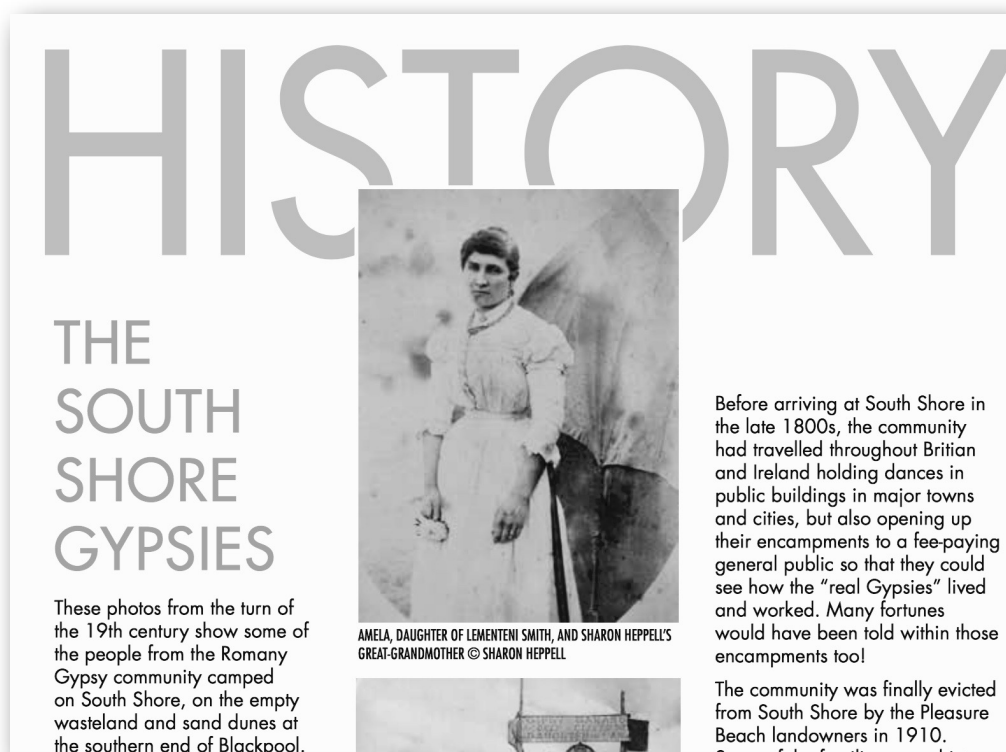 HISTORY
THE
SOUTH
SHORE
GYPSIES
These photos from the turn of
the 19th century show some of
the people from the Romany
Gypsy community camped
on South Shore, on the empty
wasteland and sand dunes at
the southern end of Blackpool.
AMELA, DAUGHTER OF LEMENTENI SMITH, AND SHARON HEPPELL'S
GREAT-GRANDMOTHER © SHARON HEPPELL
Before arriving at South Shore in
the late 1800s, the community
had travelled throughout Britian
and Ireland holding dances in
public buildings in major towns
and cities, but also opening up
their encampments to a fee-paying
general public so that they could
see how the “real Gypsies” lived
and worked. Many fortunes
would have been told within those
encampments too!
The community was finally evicted
from South Shore by the Pleasure
Beach landowners in 1910.